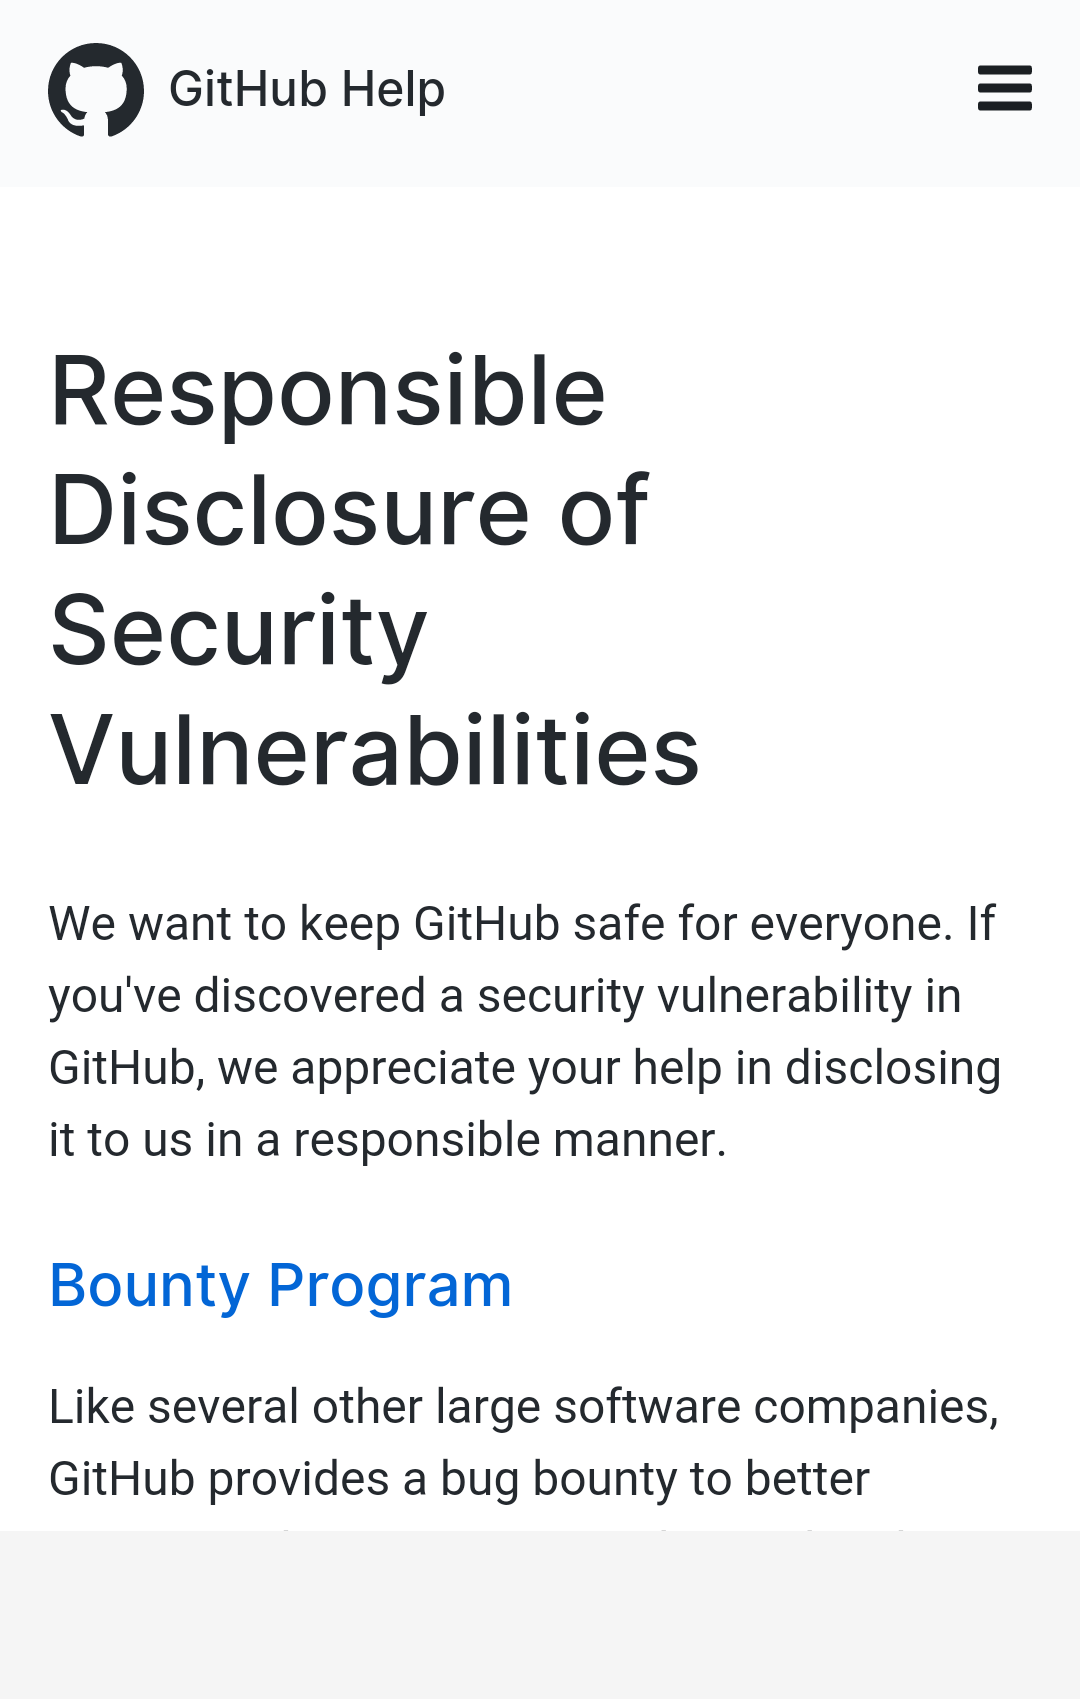 GitHub Help
Responsible
Disclosure of
Security
Vulnerabilities
We want to keep GitHub safe for everyone. If
you've discovered a security vulnerability in
GitHub, we appreciate your help in disclosing
it to us in a responsible manner.
Bounty Program
Like several other large software companies,
GitHub provides a bug bounty to better